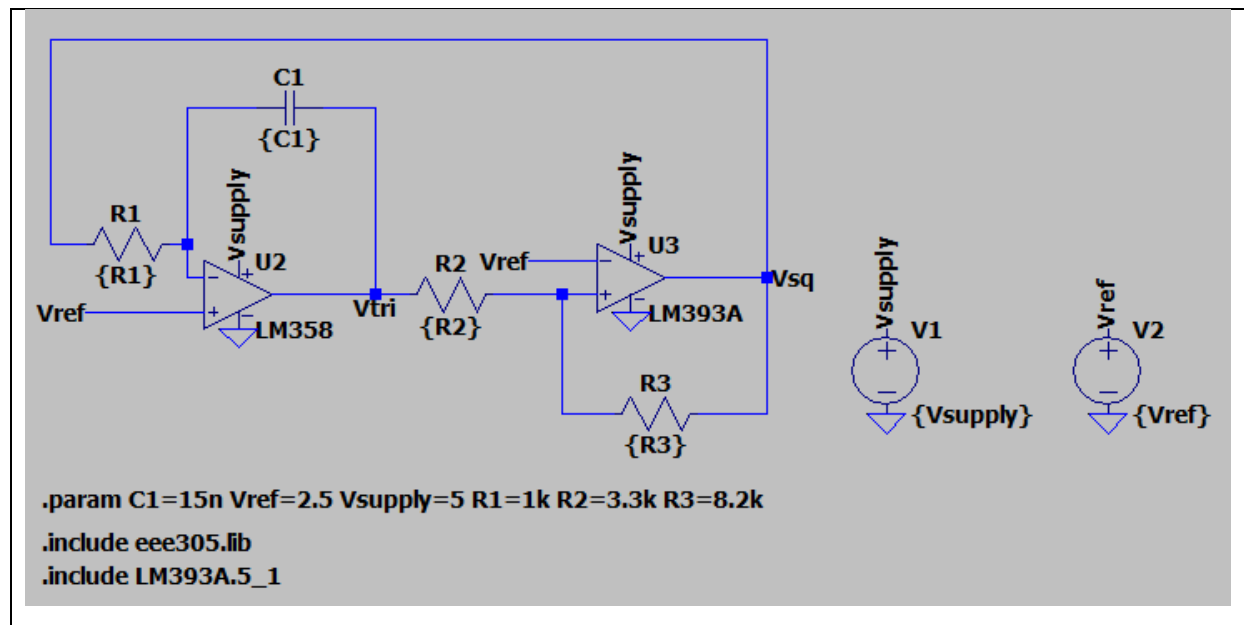 C1
{C1}
Vsupply
R1
{R1}
U2
Vref
LM358
Vtri
R2
{R2}
Vref
Vsupply
U3
LM393A
Vsq
R3
{R3}
Vsupply
V1
{Vsupply}
Vref
V2
{Vref}
.param C1=15n Vref=2.5 Vsupply=5 R1=1k R2=3.3k R3=8.2k
.include eee305.lib
.include LM393A.5_1